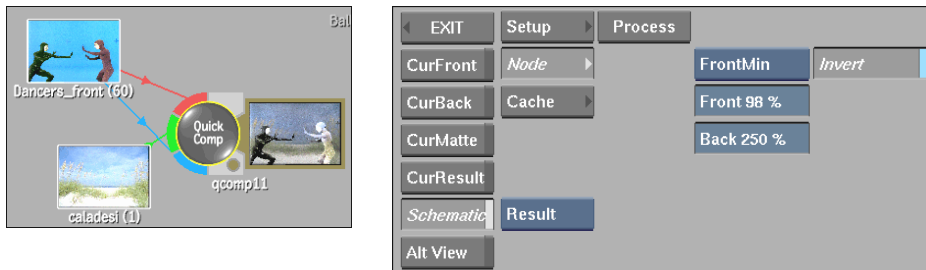 Bal
Dancers_front (60)
Quick
Comp
qcomp11
caladesi (1)
EXIT Setup Process
CurFront Node FrontMin Invert
CurBack Cache Front 98 %
CurMatte Back 250 %
CurResult
Schematic Result
Alt View